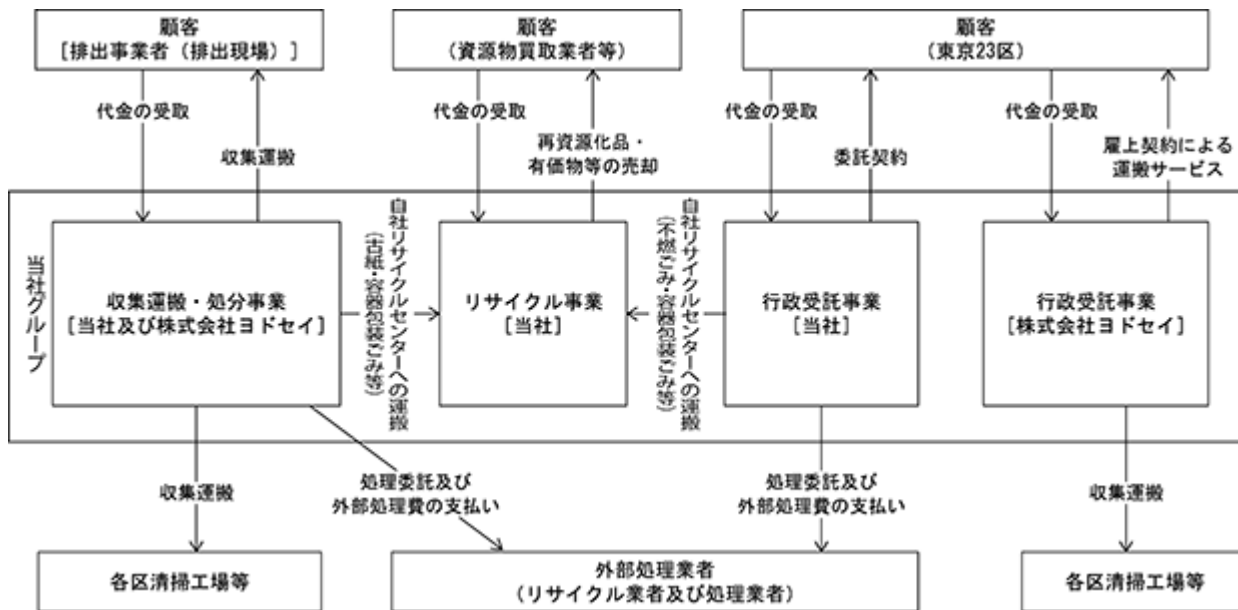 顧客
[排出事業者（排出現場）]
顧客
（資源物買取業者等）
顧客
（東京23区）
代金の受取
収集運搬
代金の受取
再資源化品・
有価物等の売却
代金の受取
委託契約
代金の受取
雇上契約による
運搬サービス
当社グループ
収集運搬・処分事業
[当社及び株式会社ヨドセイ]
自社リサイクルセンターへの運搬
（古紙・容器包装ごみ等）
リサイクル事業
[当社]
自社リサイクルセンターへの運搬
（不燃ごみ・容器包装ごみ等）
行政受託事業
[当社]
行政受託事業
[株式会社ヨドセイ]
収集運搬
処理委託及び
外部処理費の支払い
処理委託及び
外部処理費の支払い
収集運搬
各区清掃工場等
外部処理業者
（リサイクル業者及び処理業者）
各区清掃工場等